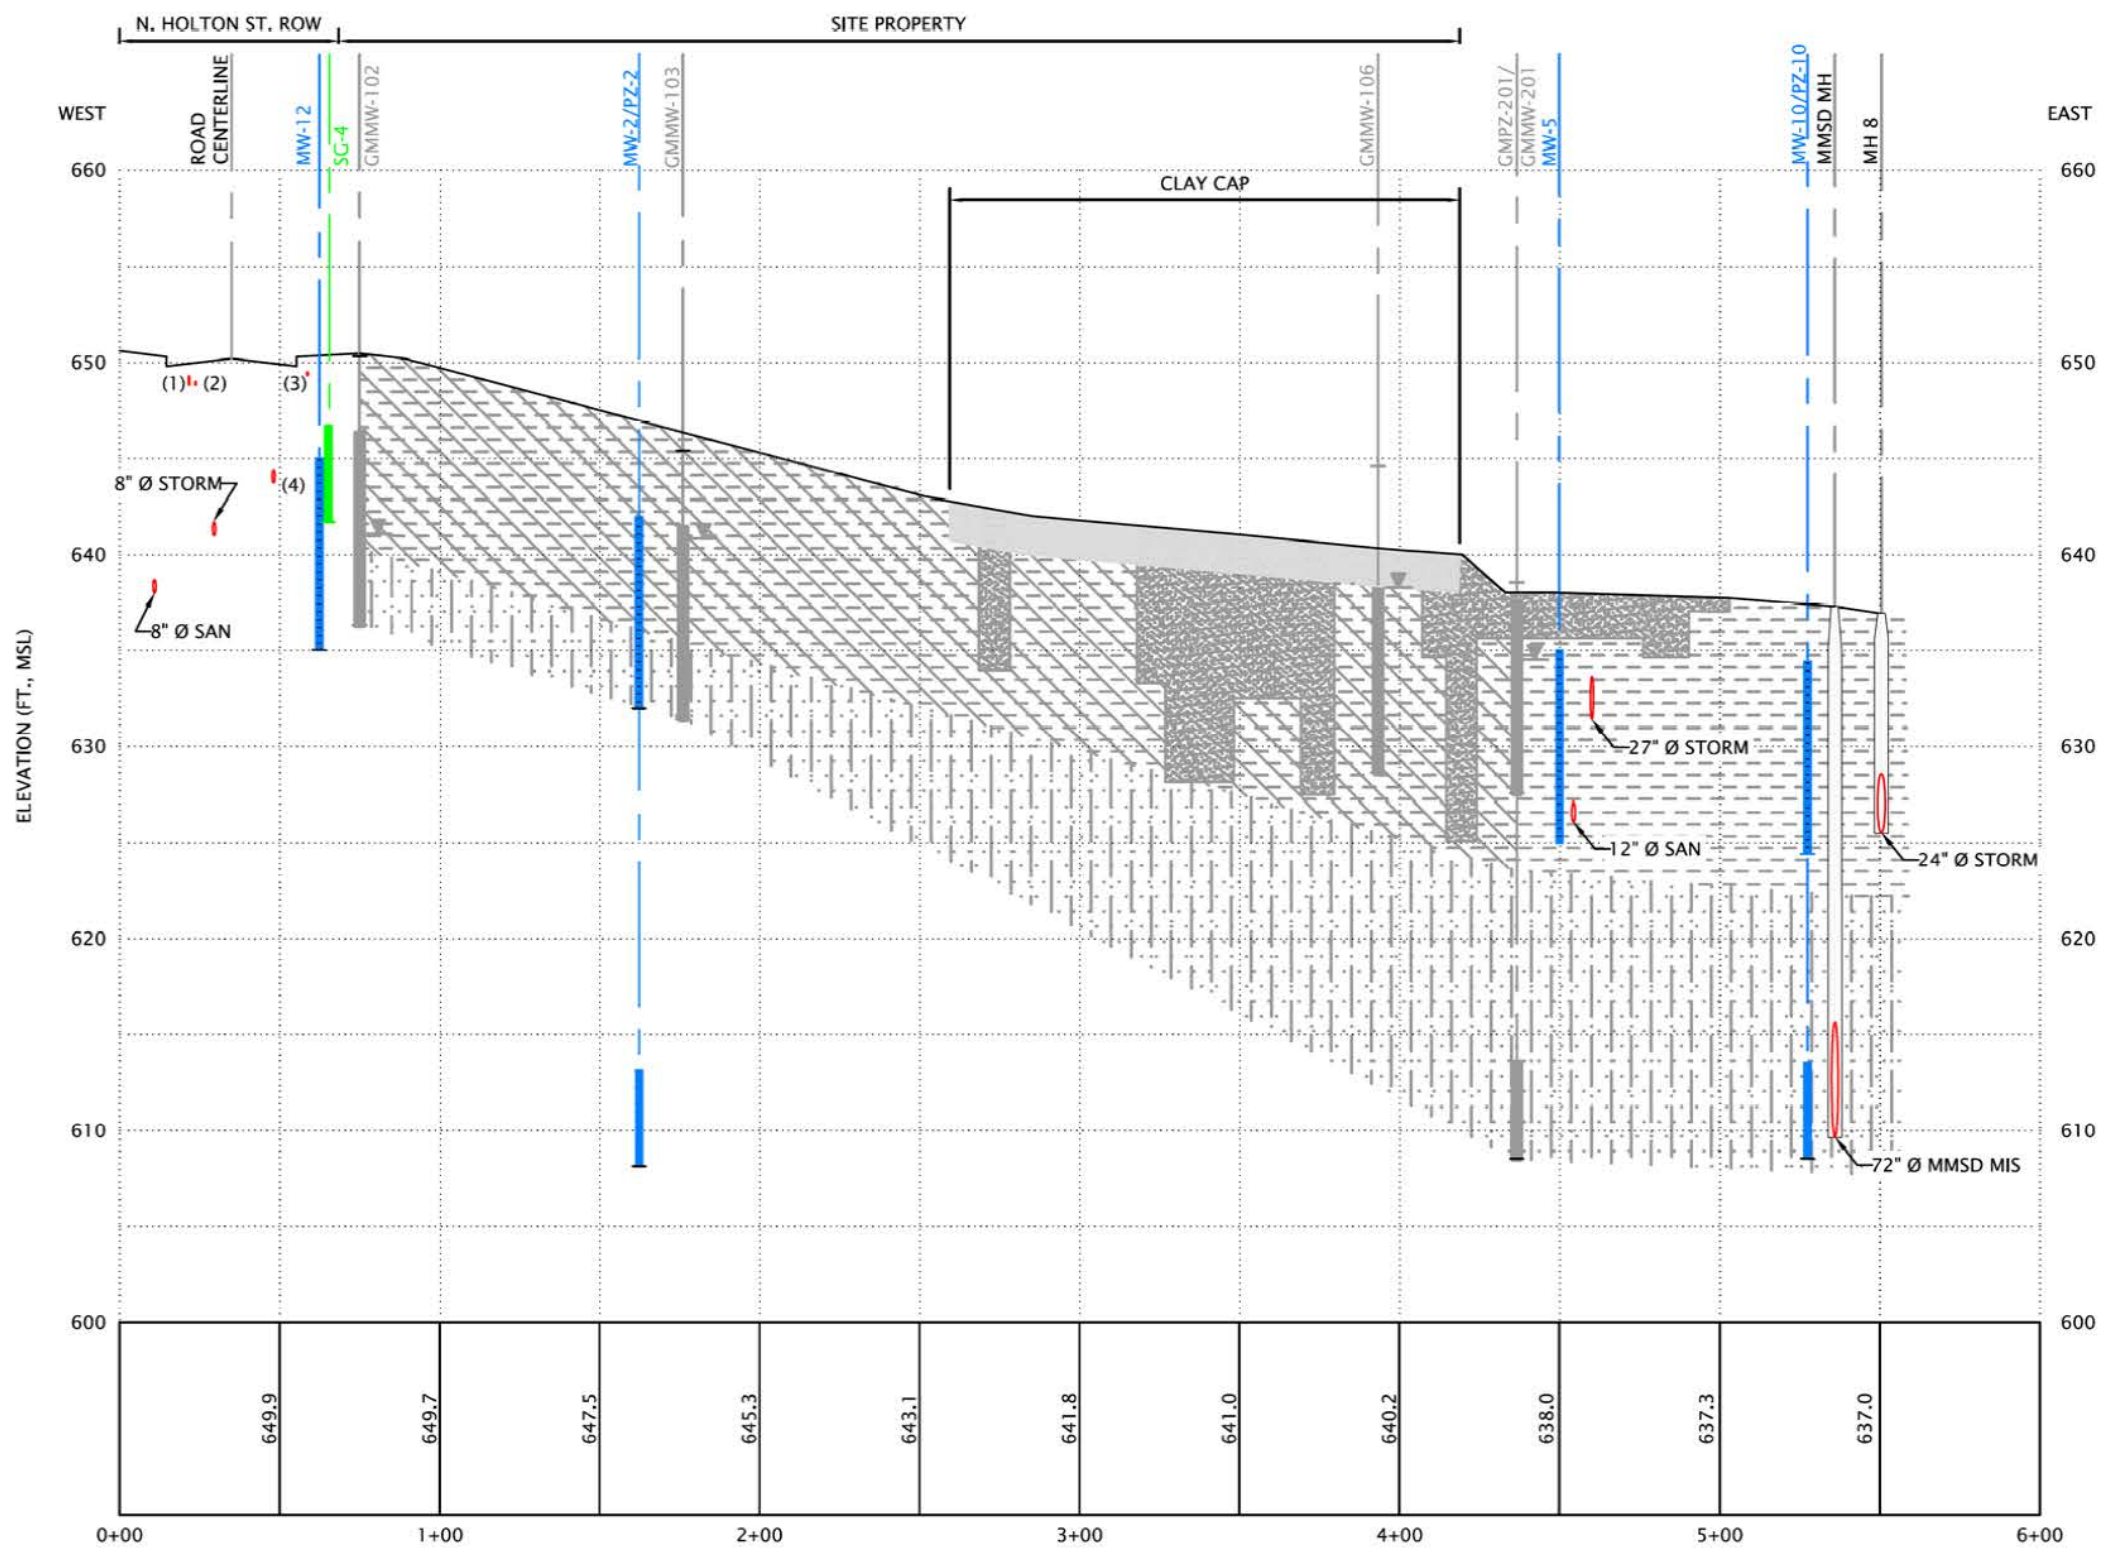 N. HOLTON ST. ROW
SITE PROPERTY
WEST
EAST
ROAD
CENTERLINE
MW-12
SG-4
GMMW-102
MW-2/PZ-2
GMMW-103
GMMW-106
GMPZ-201/
GMMW-201
MW-5
MW-10/PZ-10
MMSD MH
MH 8
660
660
CLAY CAP
650
650
(1)
(2)
(3)
8" Ø STORM
(4)
640
640
8" Ø SAN
ELEVATION (FT., MSL)
630
630
27" Ø STORM
12" Ø SAN
24" Ø STORM
620
620
610
610
72" Ø MMSD MIS
600
600
649.9
649.7
647.5
645.3
643.1
641.8
641.0
640.2
638.0
637.3
637.0
0+00
1+00
2+00
3+00
4+00
5+00
6+00